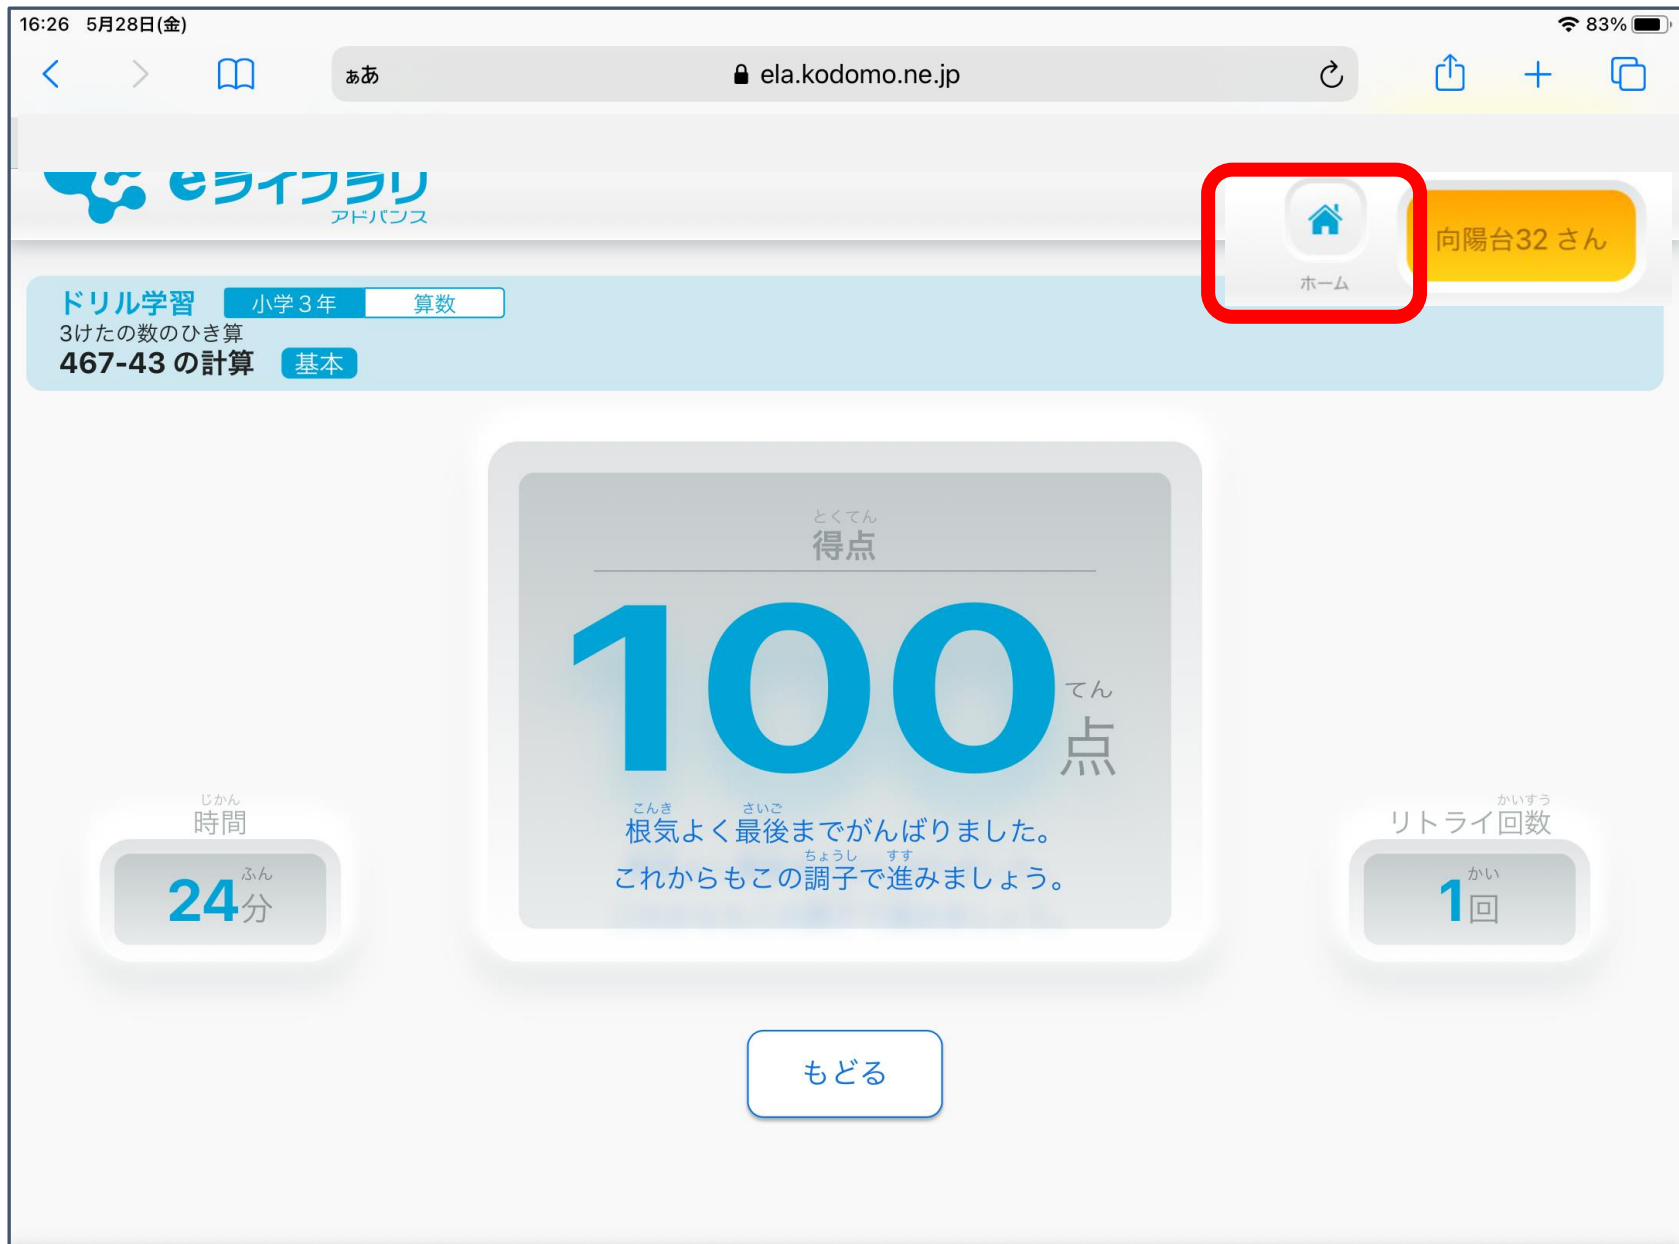 16:26 5月28日(金)
83%
ぁあ
ela.kodomo.ne.jp
eライブラリ
アドバンス
ホーム
向陽台32 さん
ドリル学習 小学３年 算数
3けたの数のひき算
467-43 の計算 基本
とくてん
得点
100
てん
点
こんき さいご
根気よく最後までがんばりました。
ちょうし すす
これからもこの調子で進みましょう。
じかん
時間
ふん
24分
かいすう
リトライ回数
かい
1回
もどる